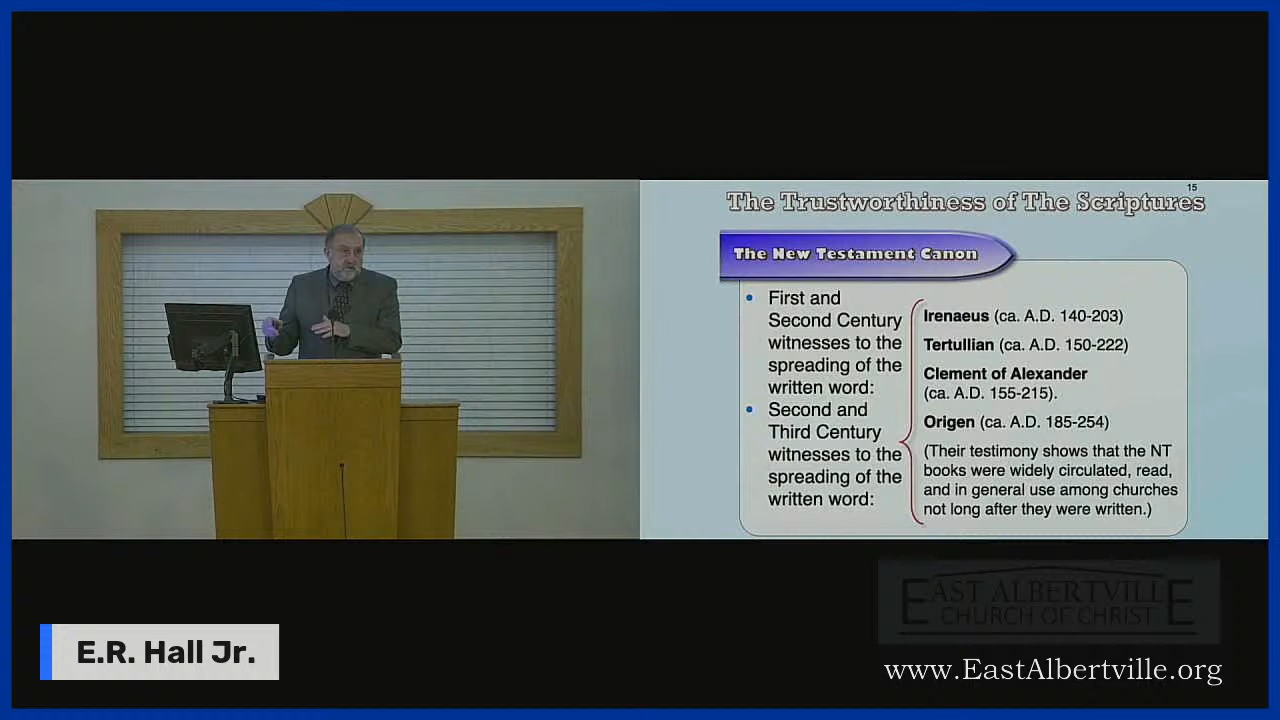 15
The Trustworthiness of The Scriptures
The New Testament Canon
• First and
Second Century
witnesses to the
spreading of the
written word:
• Second and
Third Century
witnesses to the
spreading of the
written word:
Irenaeus (ca. A.D. 140-203)
Tertullian (ca. A.D. 150-222)
Clement of Alexander
(ca. A.D. 155-215).
Origen (ca. A.D. 185-254)
(Their testimony shows that the NT
books were widely circulated, read,
and in general use among churches
not long after they were written.)
EAST ALBERTVILLE
CHURCH OF CHRIST
E.R. Hall Jr.
www.EastAlbertville.org